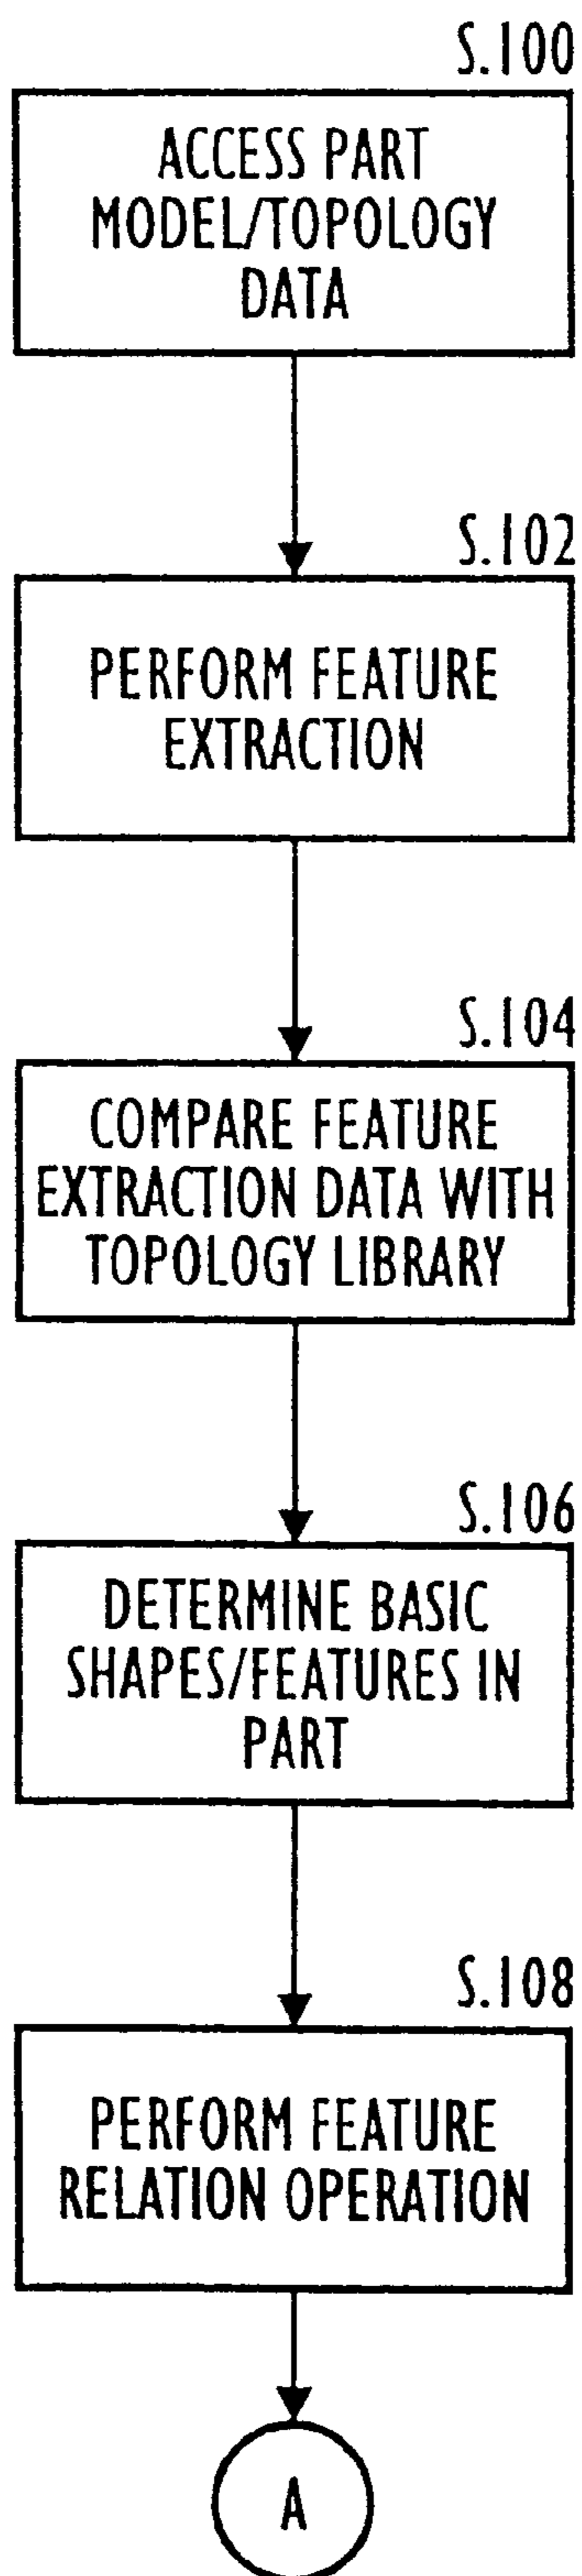 S.100
ACCESS PART
MODEL/TOPOLOGY
DATA
S.102
PERFORM FEATURE
EXTRACTION
S.104
COMPARE FEATURE
EXTRACTION DATA WITH
TOPOLOGY LIBRARY
S.106
DETERMINE BASIC
SHAPES/FEATURES IN
PART
S.108
PERFORM FEATURE
RELATION OPERATION
A